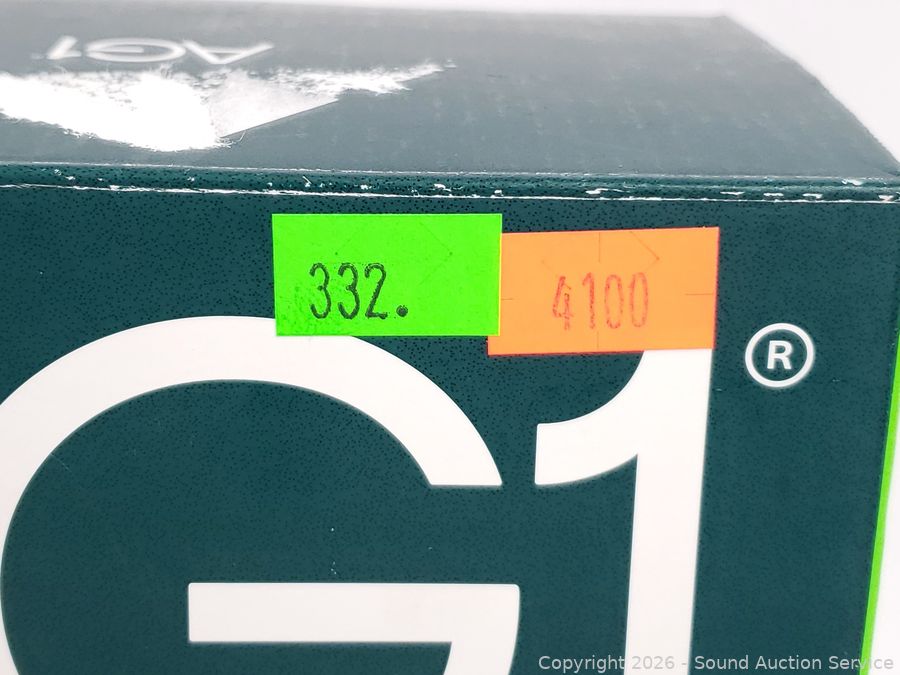 AG1
332.
4100
G1®
Copyright 2026 - Sound Auction Service